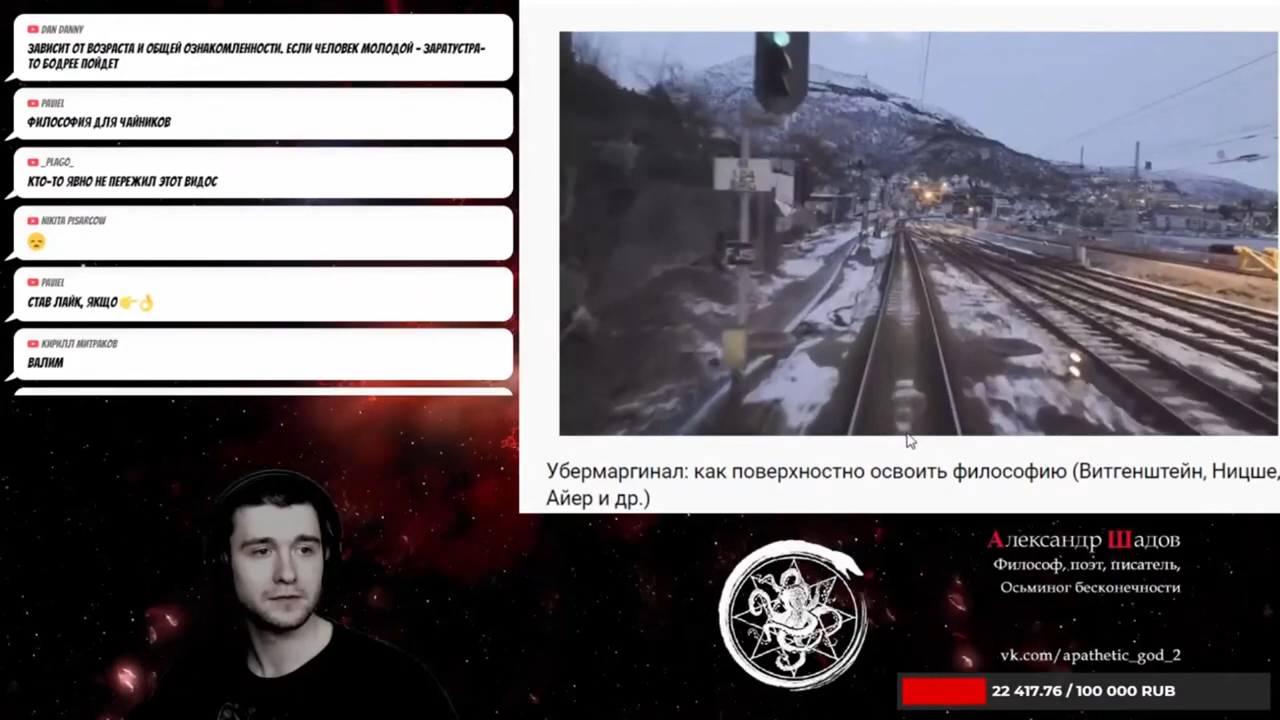 DAN DANNY
ЗАВИСИТ ОТ ВОЗРАСТА И ОБЩЕЙ ОЗНАКОМЛЕННОСТИ. ЕСЛИ ЧЕЛОВЕК МОЛОДОЙ - ЗАРАТУСТРА-
ТО БОДРЕЕ ПОЙДЕТ
PAVIEL
ФИЛОСОФИЯ ДЛЯ ЧАЙНИКОВ
_PLAGO_
КТО-ТО ЯВНО НЕ ПЕРЕЖИЛ ЭТОТ ВИДОС
NIKITA PISARCOW
😞
PAVIEL
СТАВ ЛАЙК, ЯКЩО👉👌
КИРИЛЛ МИТРАКОВ
ВАЛИМ
Убермаргинал: как поверхностно освоить философию (Витгенштейн, Ницше,
Айер и др.)
Александр Шадов
Философ, поэт, писатель,
Осьминог бесконечности
vk.com/apathetic_god_2
22 417.76 / 100 000 RUB